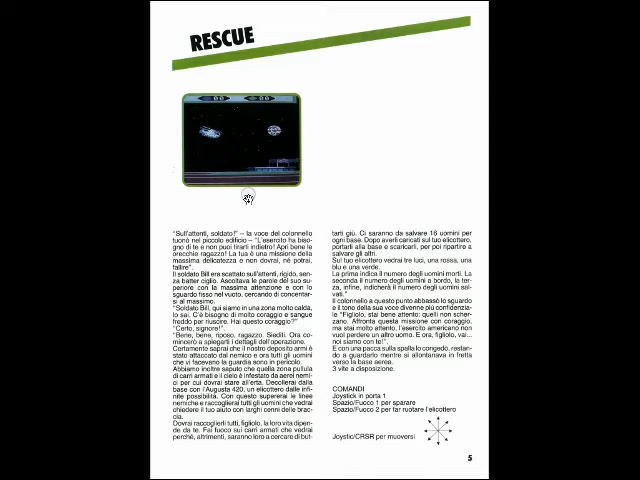 RESCUE
00 00
"Sull'attenti, soldato!" – la voce del colonnello
tuonò nel piccolo edificio – "L'esercito ha biso-
gno di te e non puoi tirarti indietro! Apri bene le
orecchie ragazzo! La tua è una missione della
massima delicatezza e non dovrai, né potrai,
fallire".
Il soldato Bill era scattato sull'attenti, rigido, sen-
za batter ciglio. Ascoltava le parole del suo su-
periore con la massima attenzione e con lo
sguardo fisso nel vuoto, cercando di concentar-
si al massimo.
"Soldato Bill, qui siamo in una zona molto calda,
lo sai. C'è bisogno di molto coraggio e sangue
freddo per riuscire. Hai questo coraggio?"
"Certo, signore!".
"Bene, bene, riposo, ragazzo. Siediti. Ora co-
mincerò a spiegarti i dettagli dell'operazione.
Certamente saprai che il nostro deposito armi è
stato attaccato dal nemico e ora tutti gli uomini
che vi facevano la guardia sono in pericolo.
Abbiamo inoltre saputo che quella zona pullula
di carri armati e il cielo è infestato da aerei nemi-
ci per cui dovrai stare all'erta. Decollerai dalla
base con l'Augusta 420, un elicottero dalle infi-
nite possibilità. Con questo supererai le linee
nemiche e raccoglierai tutti gli uomini che vedrai
chiedere il tuo aiuto con larghi cenni delle brac-
cia.
Dovrai raccoglierli tutti, figliolo, la loro vita dipen-
de da te. Fai fuoco sui carri armati che vedrai
perché, altrimenti, saranno loro a cercare di but-
tarti giù. Ci saranno da salvare 16 uomini per
ogni base. Dopo averli caricati sul tuo elicottero,
portarli alla base e scaricarli, per poi ripartire a
salvare gli altri.
Sul tuo elicottero vedrai tre luci, una rossa, una
blu e una verde.
La prima indica il numero degli uomini morti. La
seconda il numero degli uomini a bordo, la ter-
za, infine, indicherà il numero degli uomini sal-
vati."
Il colonnello a questo punto abbassò lo sguardo
e il tono della sua voce divenne più confidenzia-
le "Figliolo, stai bene attento: quelli non scher-
zano. Affronta questa missione con coraggio,
ma stai molto attento, l'esercito americano non
vuol perdere un altro uomo. E ora, figliolo, vai...
noi siamo con te!".
E con una pacca sulla spalla lo congedò, restan-
do a guardarlo mentre si allontanava in fretta
verso la base aerea.
3 vite a disposizione.
COMANDI
Joystick in porta 1
Spazio/Fuoco 1 per sparare
Spazio/Fuoco 2 per far ruotare l'elicottero
Joystic/CRSR per muoversi
5